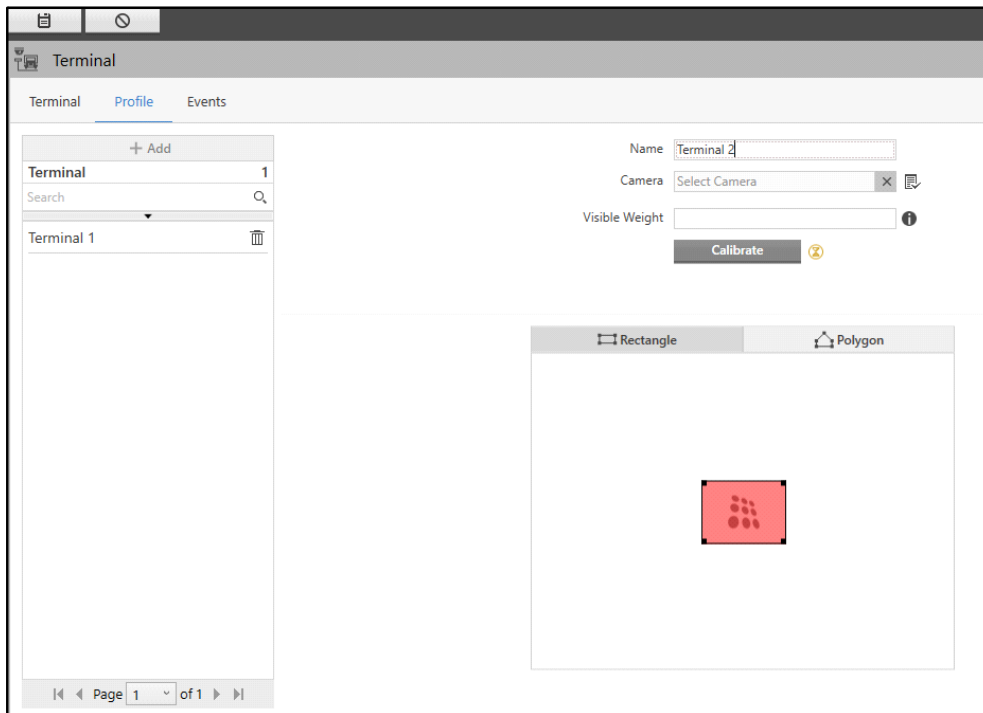 Terminal
Terminal Profile Events
+ Add
Terminal 1
Search
Terminal 1
Page 1 of 1
Name Terminal 2
Camera Select Camera
Visible Weight
Calibrate
Rectangle Polygon